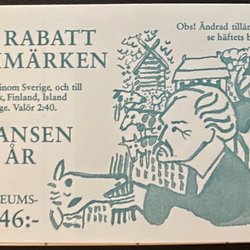 RABATT
MÄRKEN
inom Sverige, och till
k, Finland, Island
ge. Valör 2:40.
ANSEN
ÅR
EUMS-
46:-
Obs! Ändrad tillär
se häftets b